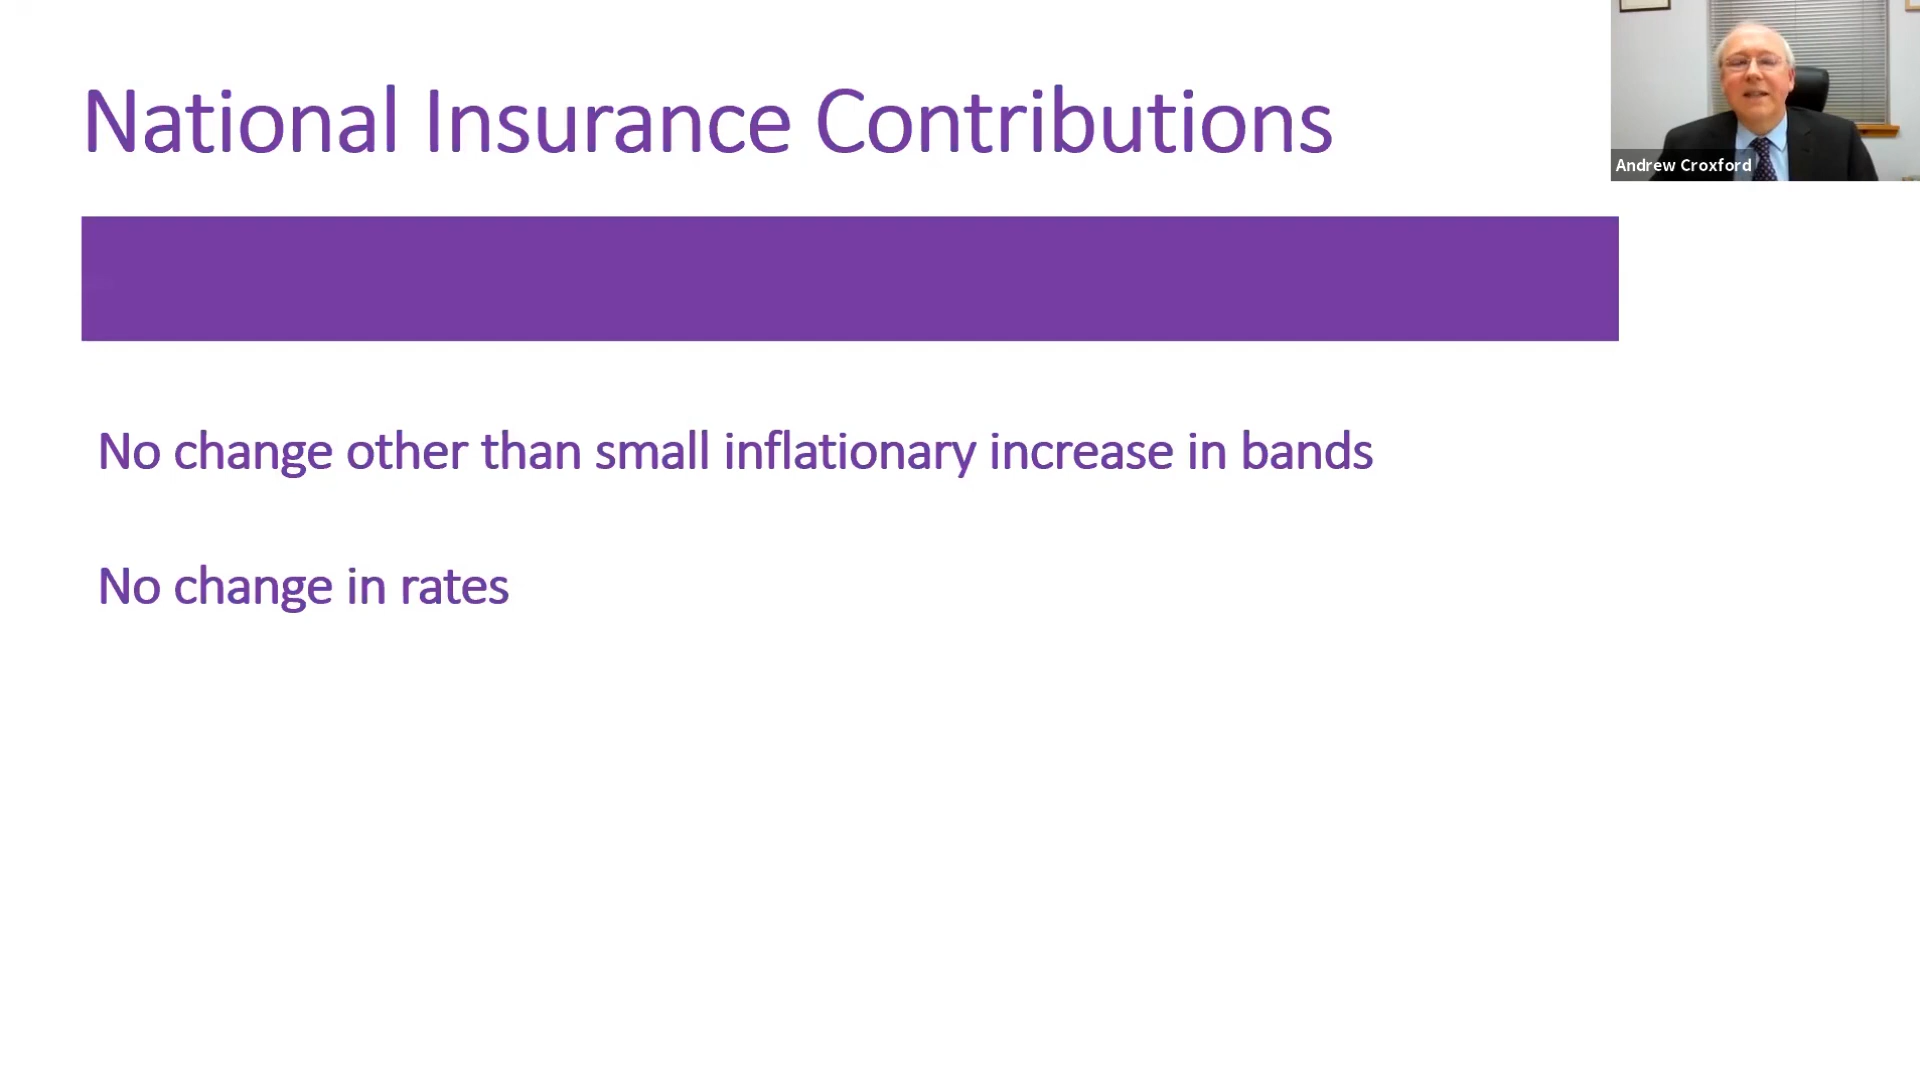 National Insurance Contributions
Andrew Croxford
No change other than small inflationary increase in bands
No change in rates